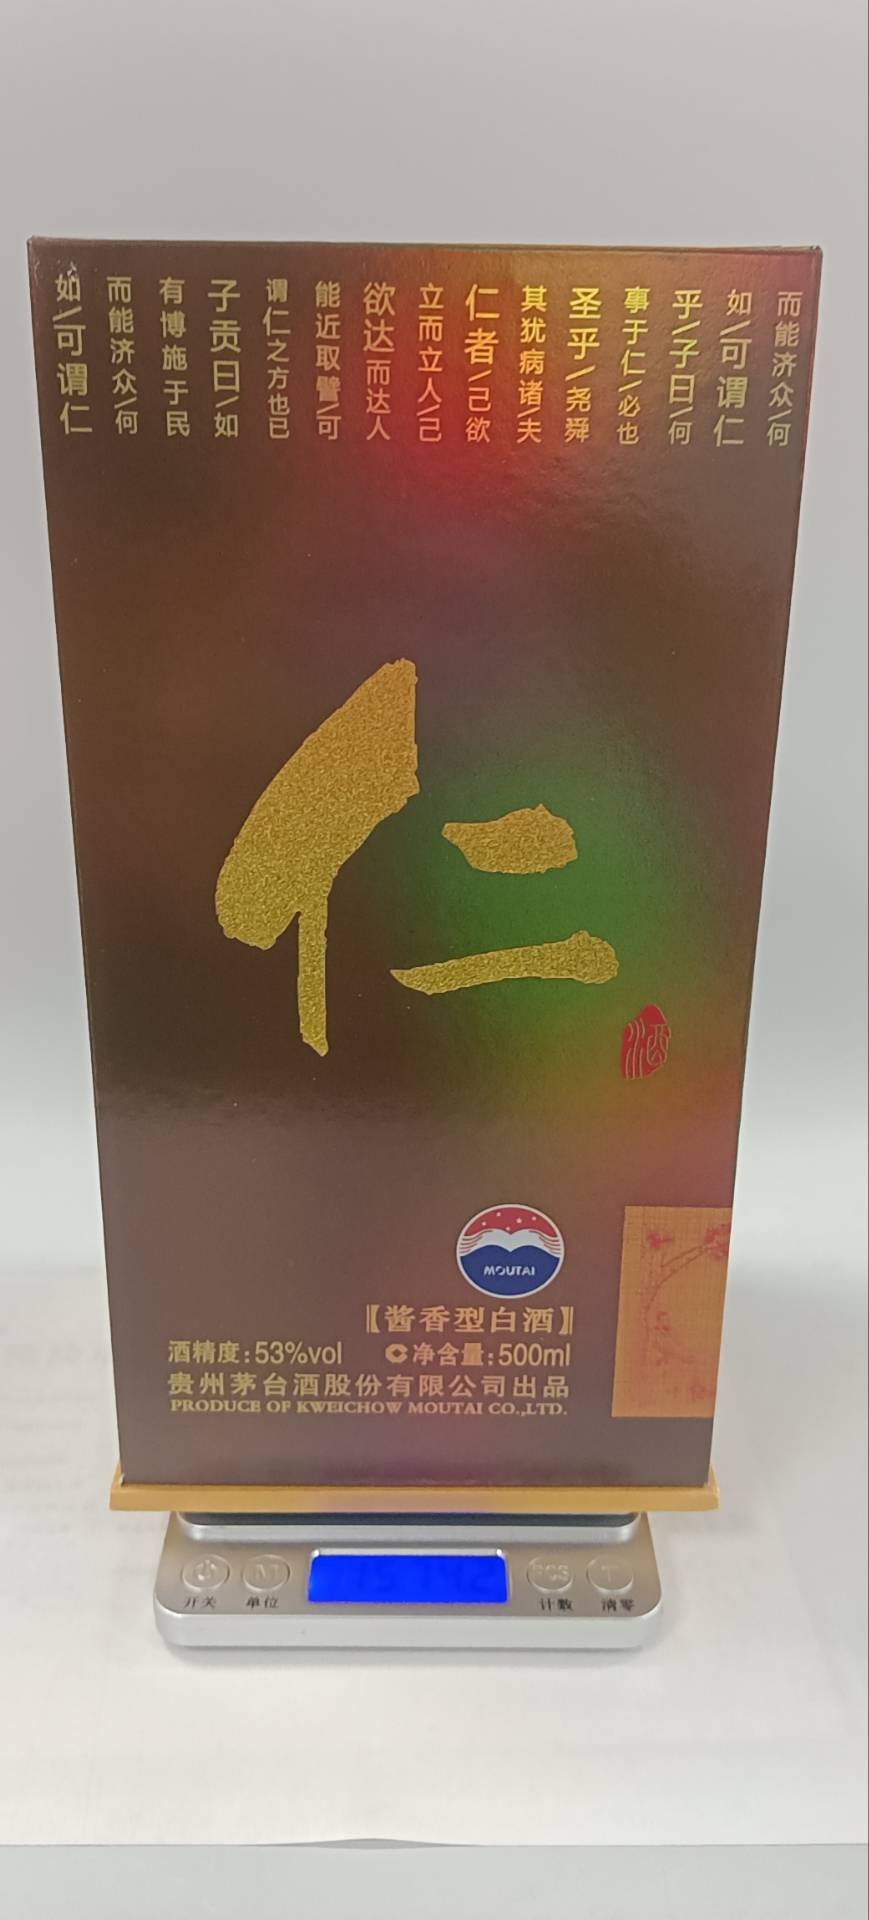 而能济众\何
如\可谓仁
乎/子曰\何
事于仁/必也
圣乎/尧舜
其犹病诸\夫
仁者\己欲
立而立人\己
欲达而达人
能近取譬\可
谓仁之方也已
子贡曰\如
有博施于民
而能济众\何
如\可谓仁
仁
酒
MOUTAI
【酱香型白酒】
酒精度:53%vol C净含量:500ml
贵州茅台酒股份有限公司出品
PRODUCE OF KWEICHOW MOUTAI CO.,LTD.
M PCS T
开关 单位 计数 清零